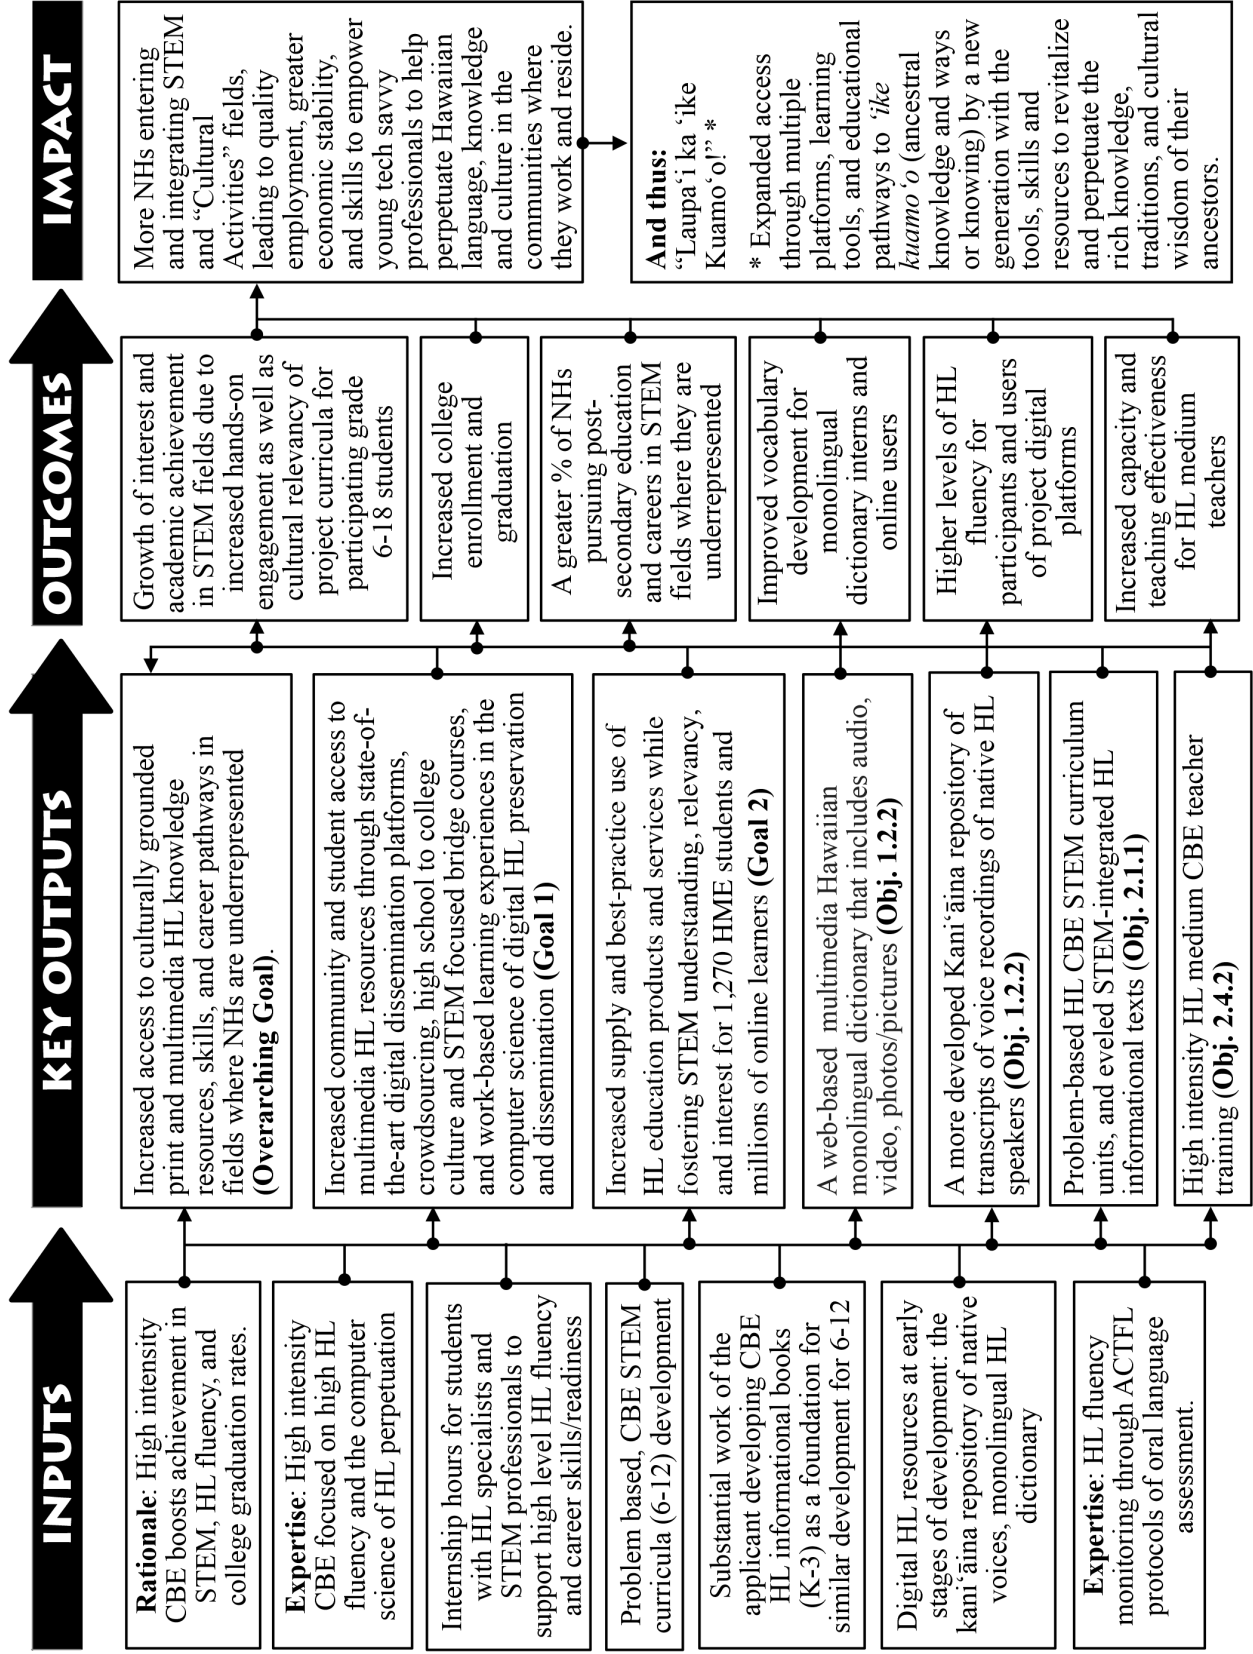 INPUTS
Rationale: High intensity
CBE boosts achievement in
STEM, HL fluency, and
college graduation rates.
Expertise: High intensity
CBE focused on high HL
fluency and the computer
science of HL perpetuation
Internship hours for students
with HL specialists and
STEM professionals to
support high level HL fluency
and career skills/readiness
Problem based, CBE STEM
curricula (6-12) development
Substantial work of the
applicant developing CBE
HL informational books
(K-3) as a foundation for
similar development for 6-12
Digital HL resources at early
stages of development: the
kaniʻāina repository of native
voices, monolingual HL
dictionary
Expertise: HL fluency
monitoring through ACTFL
protocols of oral language
assessment.
KEY OUTPUTS
Increased access to culturally grounded
print and multimedia HL knowledge
resources, skills, and career pathways in
fields where NHs are underrepresented
(Overarching Goal).
Increased community and student access to
multimedia HL resources through state-of-
the-art digital dissemination platforms,
crowdsourcing, high school to college
culture and STEM focused bridge courses,
and work-based learning experiences in the
computer science of digital HL preservation
and dissemination (Goal 1)
Increased supply and best-practice use of
HL education products and services while
fostering STEM understanding, relevancy,
and interest for 1,270 HME students and
millions of online learners (Goal 2)
A web-based multimedia Hawaiian
monolingual dictionary that includes audio,
video, photos/pictures (Obj. 1.2.2)
A more developed Kaniʻāina repository of
transcripts of voice recordings of native HL
speakers (Obj. 1.2.2)
Problem-based HL CBE STEM curriculum
units, and eveled STEM-integrated HL
informational texts (Obj. 2.1.1)
High intensity HL medium CBE teacher
training (Obj. 2.4.2)
OUTCOMES
Growth of interest and
academic achievement
in STEM fields due to
increased hands-on
engagement as well as
cultural relevancy of
project curricula for
participating grade
6-18 students
Increased college
enrollment and
graduation
A greater % of NHs
pursuing post-
secondary education
and careers in STEM
fields where they are
underrepresented
Improved vocabulary
development for
monolingual
dictionary interns and
online users
Higher levels of HL
fluency for
participants and users
of project digital
platforms
Increased capacity and
teaching effectiveness
for HL medium
teachers
IMPACT
More NHs entering
and integrating STEM
and “Cultural
Activities” fields,
leading to quality
employment, greater
economic stability,
and skills to empower
young tech savvy
professionals to help
perpetuate Hawaiian
language, knowledge
and culture in the
communities where
they work and reside.
And thus:
“Laupaʻi ka ʻike
Kuamoʻo!” *
* Expanded access
through multiple
platforms, learning
tools, and educational
pathways to ʻike
kuamoʻo (ancestral
knowledge and ways
or knowing) by a new
generation with the
tools, skills and
resources to revitalize
and perpetuate the
rich knowledge,
traditions, and cultural
wisdom of their
ancestors.